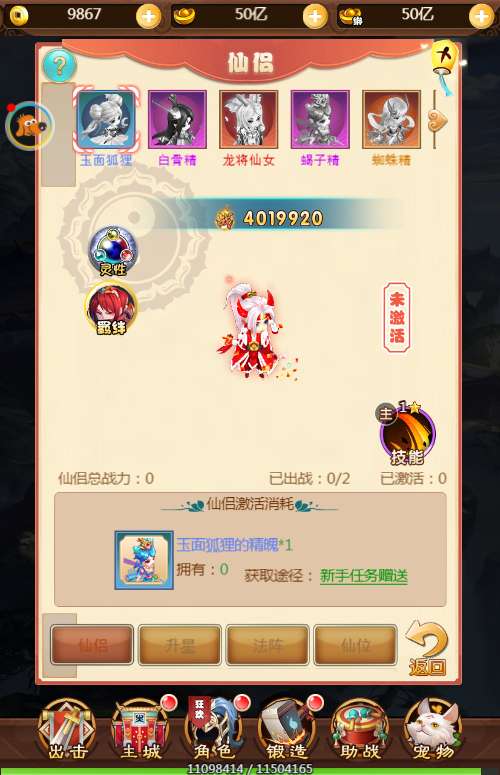 9867
50亿
50亿
绑
仙侣
?
玉面狐狸
白骨精
龙将仙女
蝎子精
蜘蛛精
4019920
灵性
羁绊
未激活
主
1
技能
仙侣总战力：0
已出战：0/2
已激活：0
仙侣激活消耗
玉面狐狸的精魄*1
拥有：0
获取途径：新手任务赠送
仙侣
升星
法阵
仙位
返回
狂欢
出击
主城
角色
锻造
助战
宠物
11098414 / 11504165